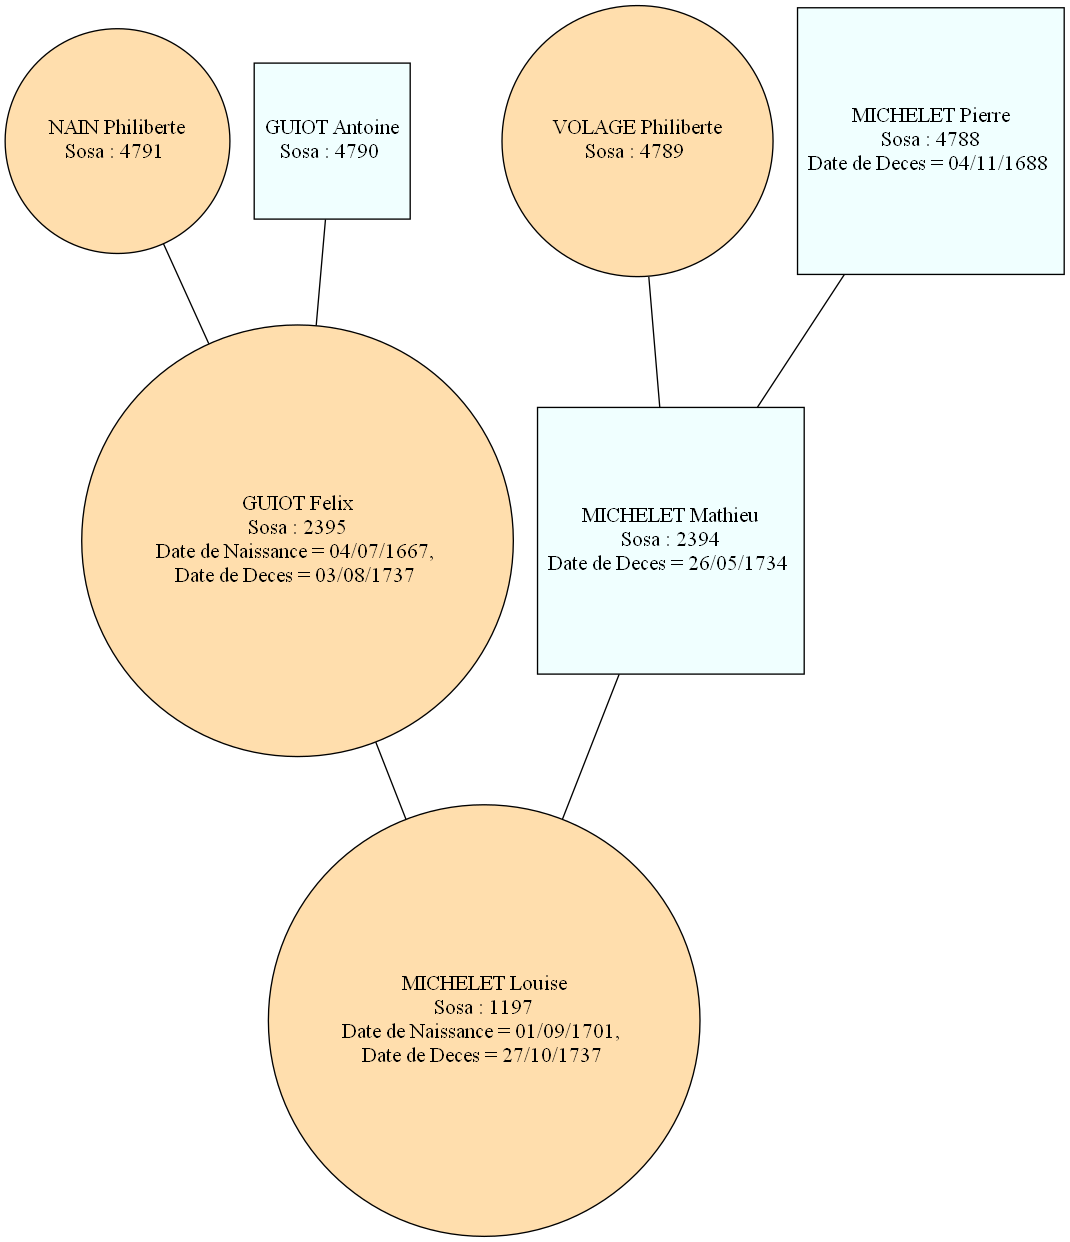 NAIN Philiberte
Sosa : 4791
GUIOT Antoine
Sosa : 4790
VOLAGE Philiberte
Sosa : 4789
MICHELET Pierre
Sosa : 4788
Date de Deces = 04/11/1688
GUIOT Felix
Sosa : 2395
Date de Naissance = 04/07/1667,
Date de Deces = 03/08/1737
MICHELET Mathieu
Sosa : 2394
Date de Deces = 26/05/1734
MICHELET Louise
Sosa : 1197
Date de Naissance = 01/09/1701,
Date de Deces = 27/10/1737